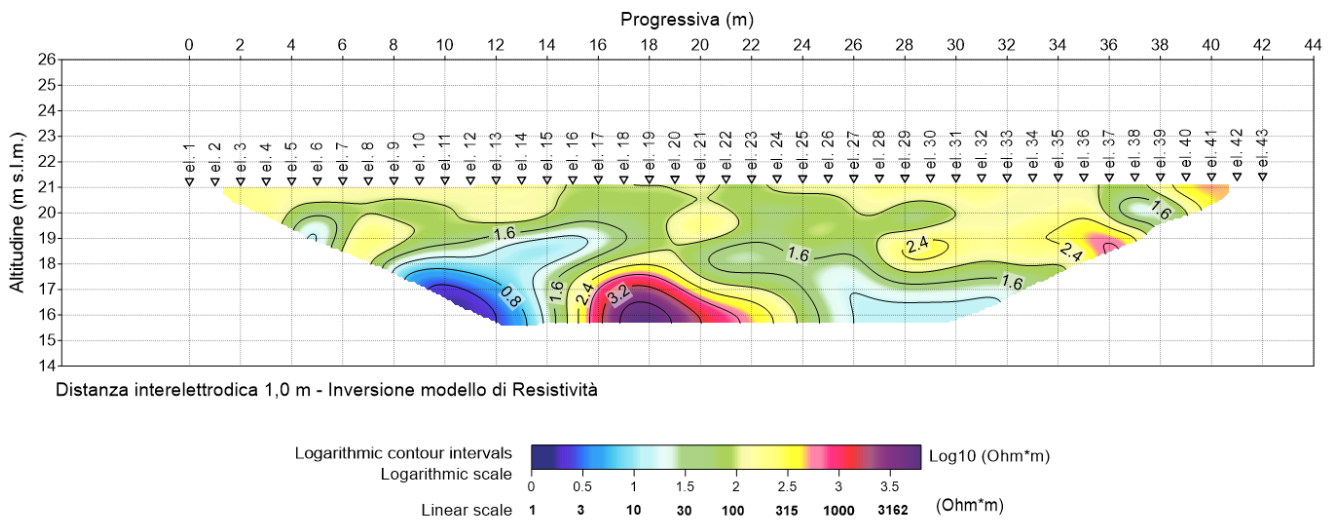 Progressiva (m)
0 2 4 6 8 10 12 14 16 18 20 22 24 26 28 30 32 34 36 38 40 42 44
Altitudine (m s.l.m.)
26
25
24
23
22
21
20
19
18
17
16
15
14
el. 1 el. 2 el. 3 el. 4 el. 5 el. 6 el. 7 el. 8 el. 9 el. 10 el. 11 el. 12 el. 13 el. 14 el. 15 el. 16 el. 17 el. 18 el. 19 el. 20 el. 21 el. 22 el. 23 el. 24 el. 25 el. 26 el. 27 el. 28 el. 29 el. 30 el. 31 el. 32 el. 33 el. 34 el. 35 el. 36 el. 37 el. 38 el. 39 el. 40 el. 41 el. 42 el. 43
1.6
1.6
2.4
2.4
1.6
1.6
0.8
1.6
2.4
3.2
Distanza interelettrodica 1,0 m - Inversione modello di Resistività
Logarithmic contour intervals
Log10 (Ohm*m)
Logarithmic scale
0 0.5 1 1.5 2 2.5 3 3.5
Linear scale
1 3 10 30 100 315 1000 3162
(Ohm*m)